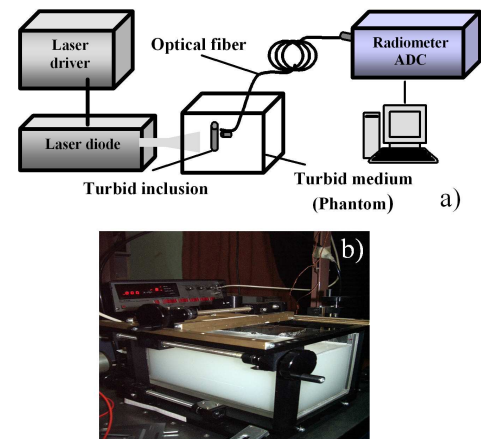 Laser
driver
Optical fiber
Radiometer
ADC
Laser diode
Turbid inclusion
Turbid medium
(Phantom)
a)
b)